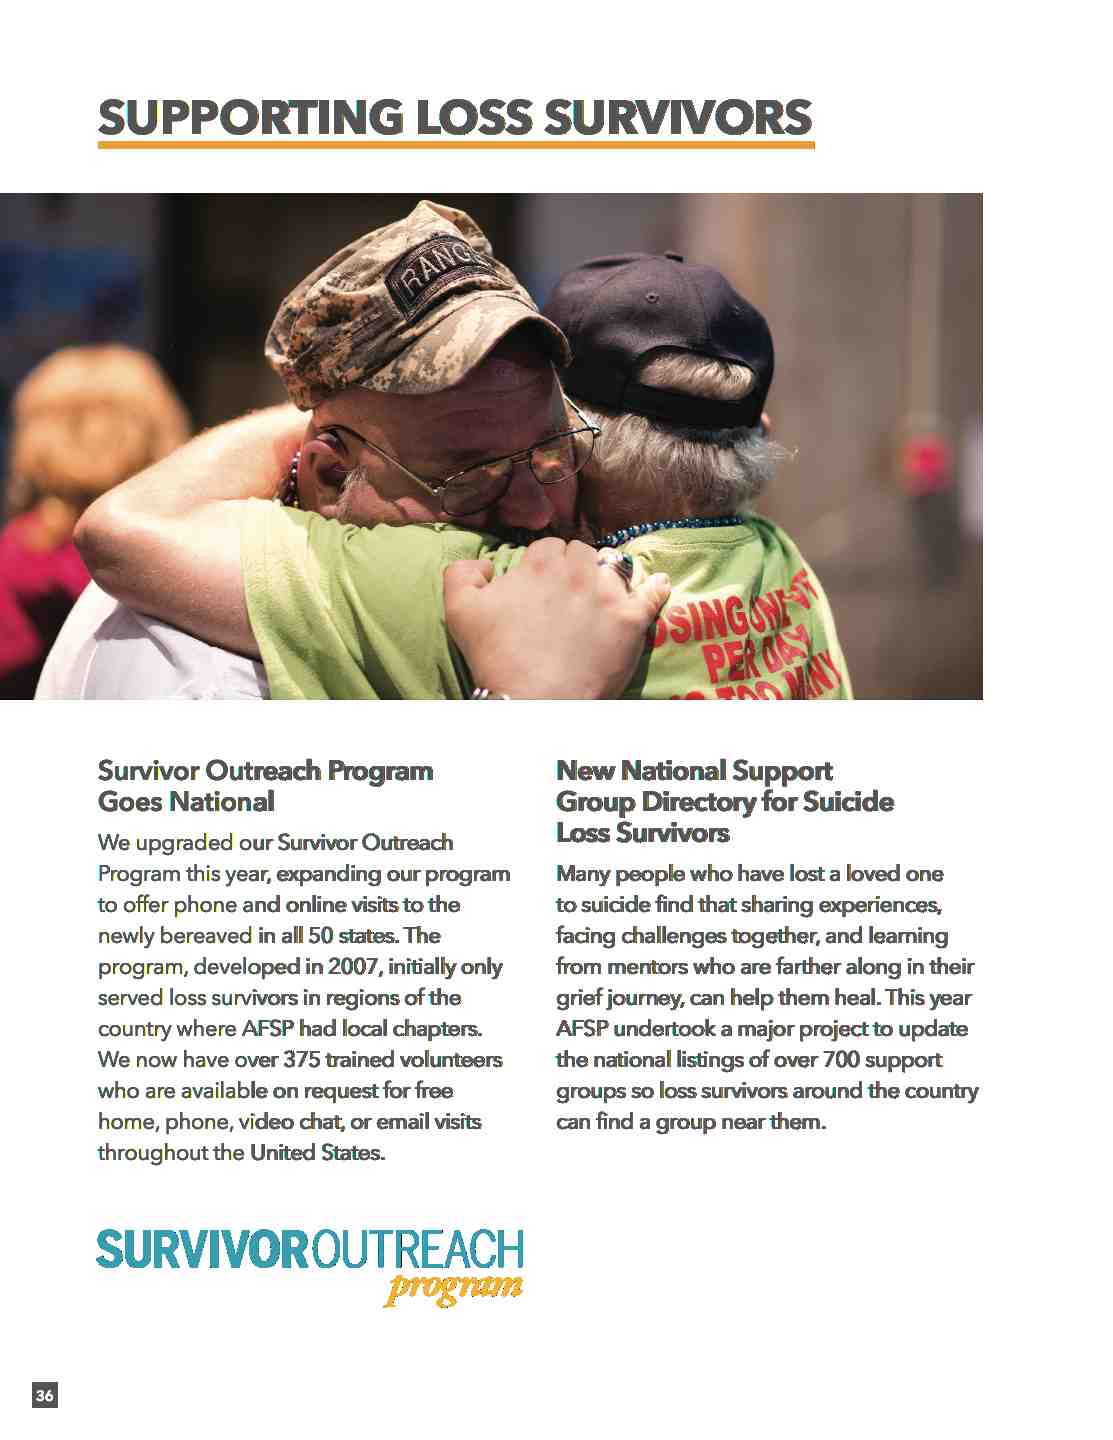 SUPPORTING LOSS SURVIVORS
RANGER
PER DAY
Survivor Outreach Program
Goes National
We upgraded our Survivor Outreach
Program this year, expanding our program
to offer phone and online visits to the
newly bereaved in all 50 states. The
program, developed in 2007, initially only
served loss survivors in regions of the
country where AFSP had local chapters.
We now have over 375 trained volunteers
who are available on request for free
home, phone, video chat, or email visits
throughout the United States.
New National Support
Group Directory for Suicide
Loss Survivors
Many people who have lost a loved one
to suicide find that sharing experiences,
facing challenges together, and learning
from mentors who are farther along in their
grief journey, can help them heal. This year
AFSP undertook a major project to update
the national listings of over 700 support
groups so loss survivors around the country
can find a group near them.
SURVIVOROUTREACH
program
36